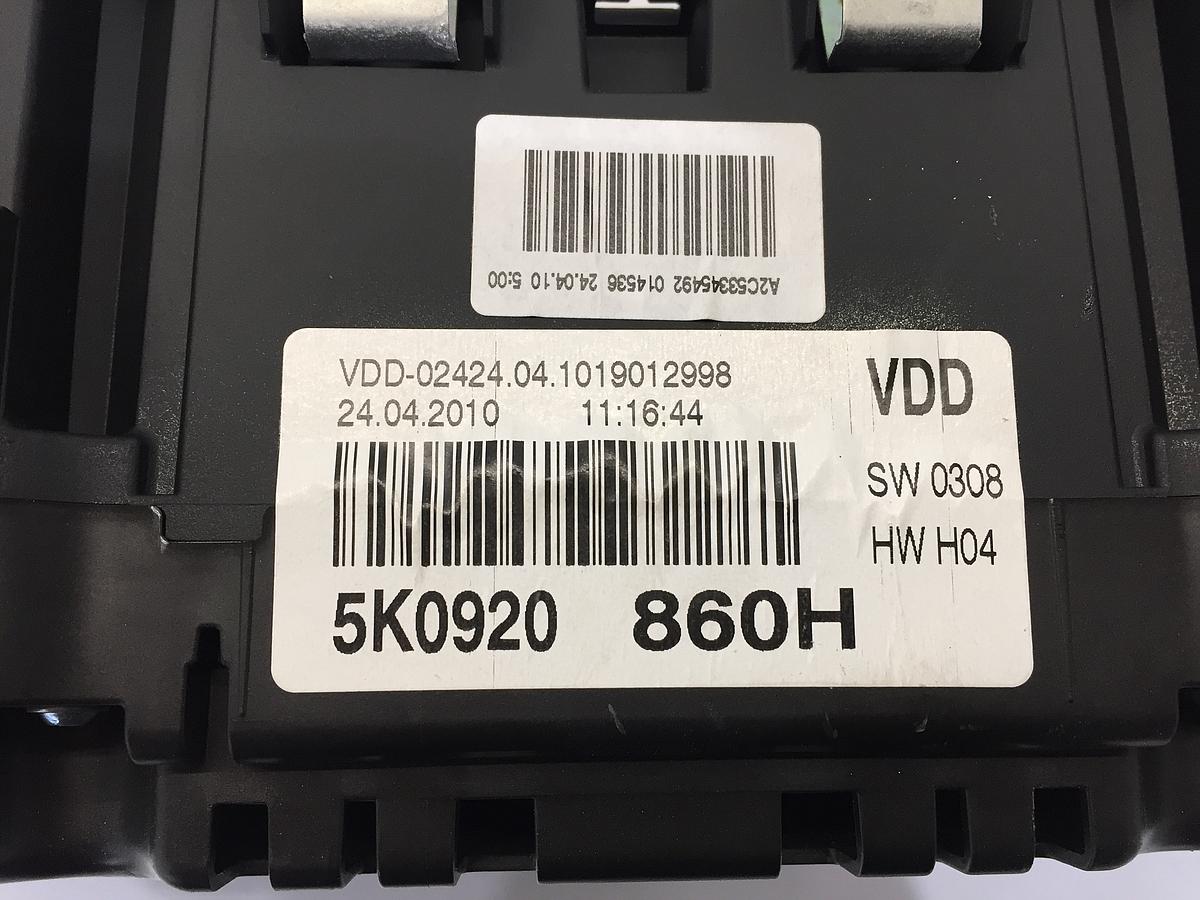 A2C53345492 014536 24.04.10 5:00
VDD-02424.04.1019012998
24.04.2010 11:16:44
VDD
SW 0308
HW H04
5K0920 860H